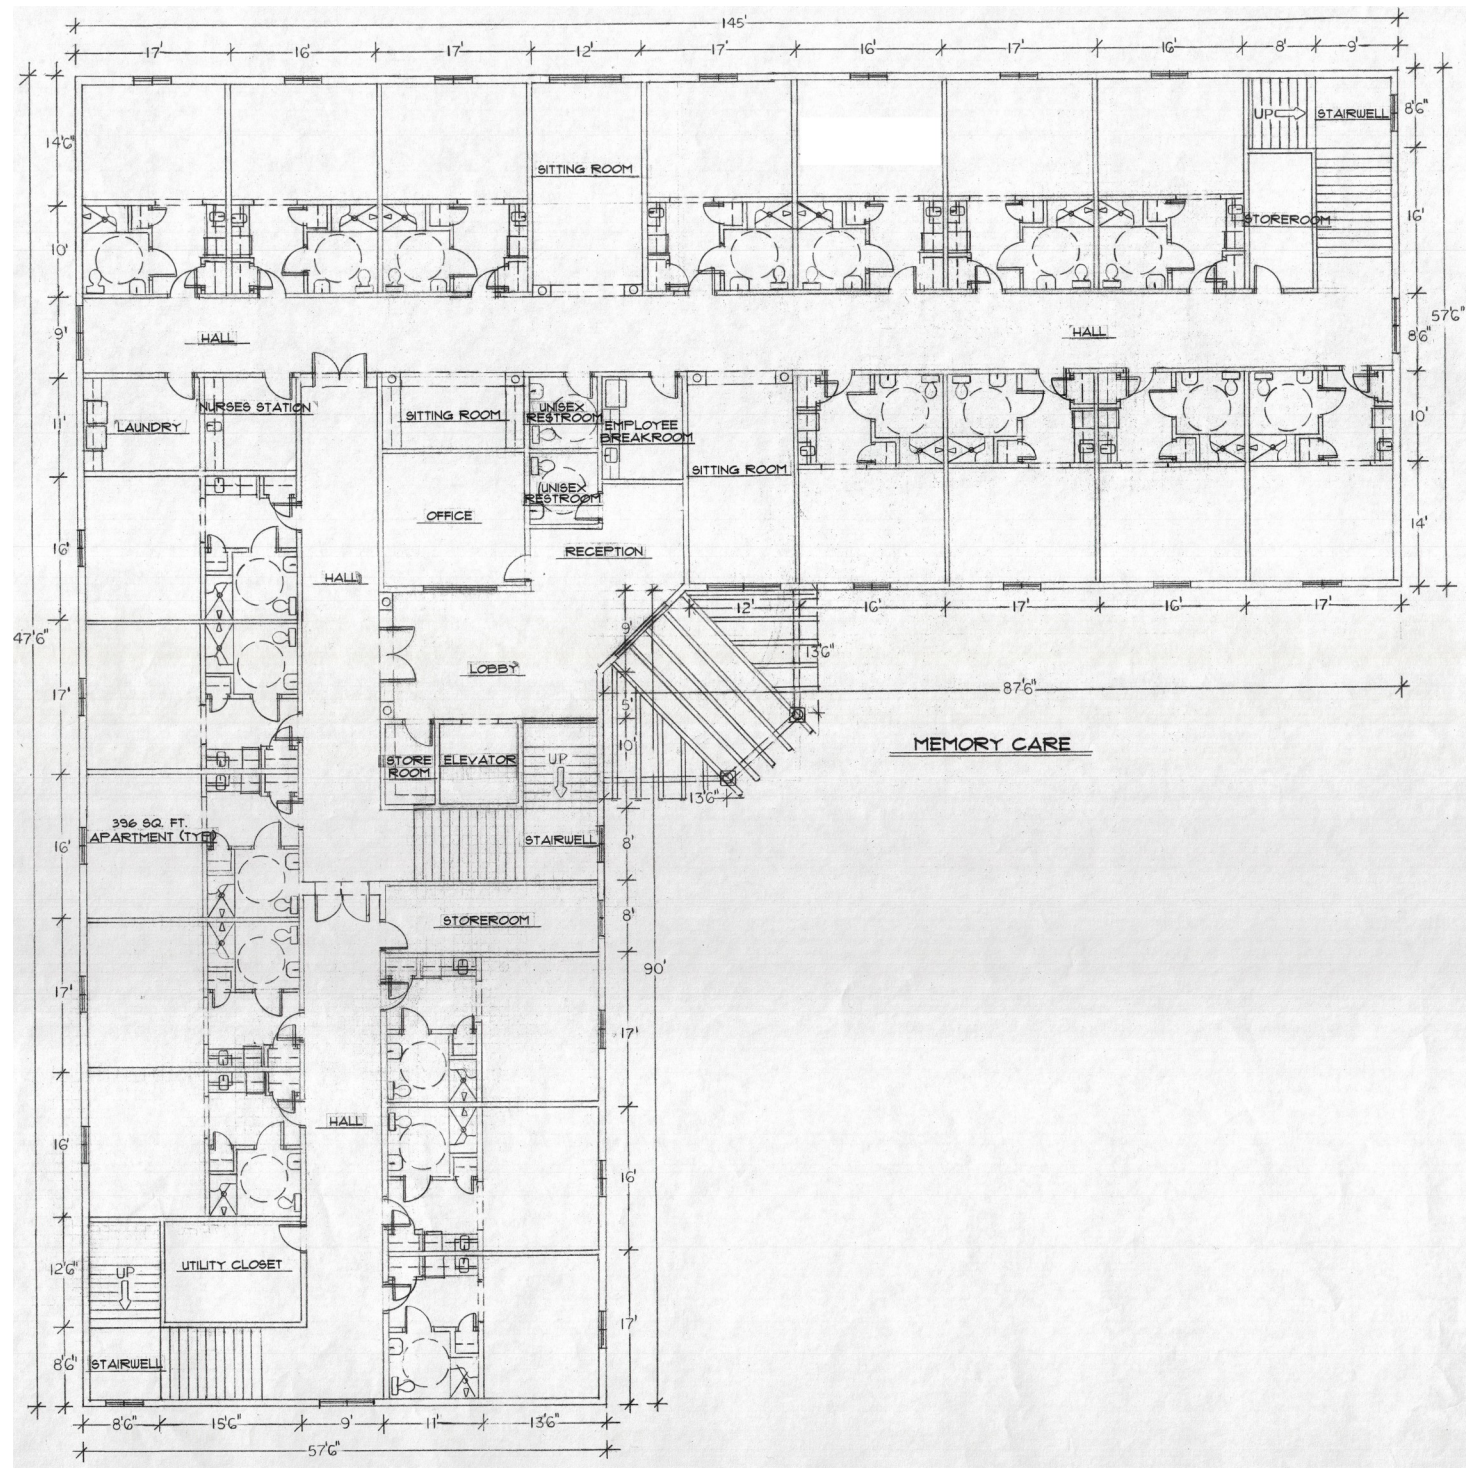 145'
17' 16' 17' 12' 17' 16' 17' 16' 8' 9'
UP STAIRWELL 8'6"
14'6"
SITTING ROOM
STOREROOM 16'
10'
9' HALL HALL 8'6" 57'6"
11' LAUNDRY
NURSES STATION
SITTING ROOM
UNISEX
RESTROOM
EMPLOYEE
BREAKROOM
10'
SITTING ROOM
UNISEX
RESTROOM
OFFICE
14'
RECEPTION
16' HALL
12' 16' 17' 16' 17'
47'6"
9'
13'6"
LOBBY
87'6"
17'
5'
10'
MEMORY CARE
STORE
ROOM
ELEVATOR
UP
13'6"
396 SQ. FT.
APARTMENT (TYP)
16'
STAIRWELL 8'
STOREROOM 8'
90'
17'
17'
HALL
16'
16'
12'6" UTILITY CLOSET
UP
17'
8'6" STAIRWELL
8'6" 15'6" 9' 11' 13'6"
57'6"